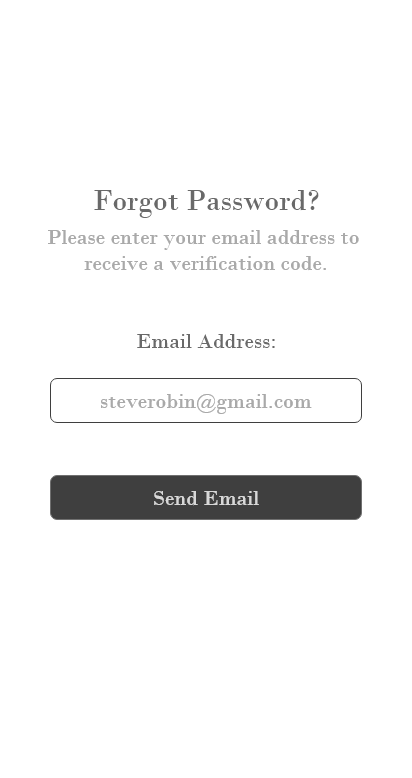 Forgot Password?
Please enter your email address to
receive a verification code.
Email Address:
steverobin@gmail.com
Send Email